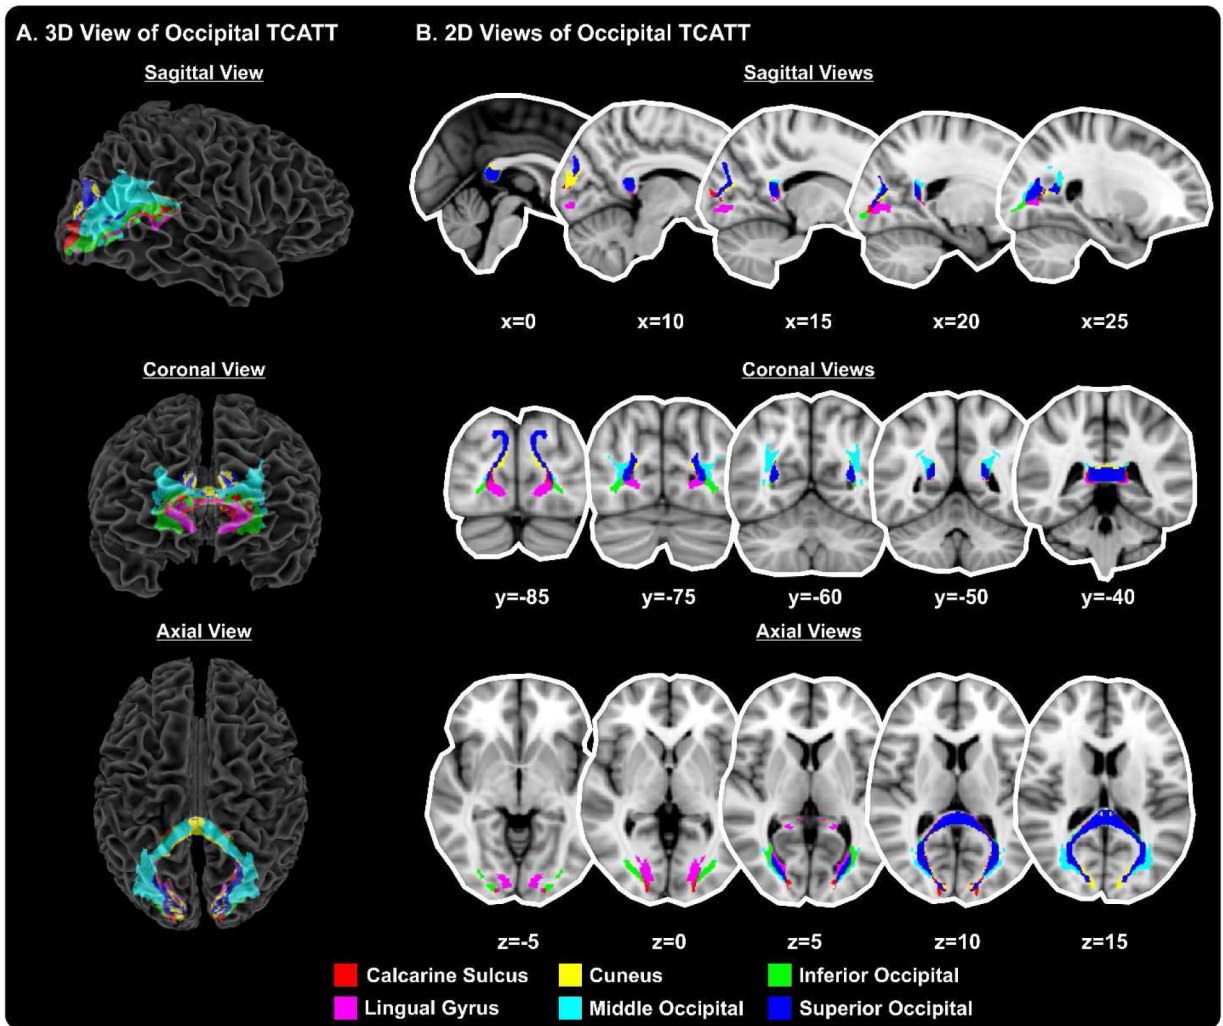 A. 3D View of Occipital TCATT
B. 2D Views of Occipital TCATT
Sagittal View
Sagittal Views
x=0
x=10
x=15
x=20
x=25
Coronal View
Coronal Views
y=-85
y=-75
y=-60
y=-50
y=-40
Axial View
Axial Views
z=-5
z=0
z=5
z=10
z=15
Calcarine Sulcus
Cuneus
Inferior Occipital
Lingual Gyrus
Middle Occipital
Superior Occipital